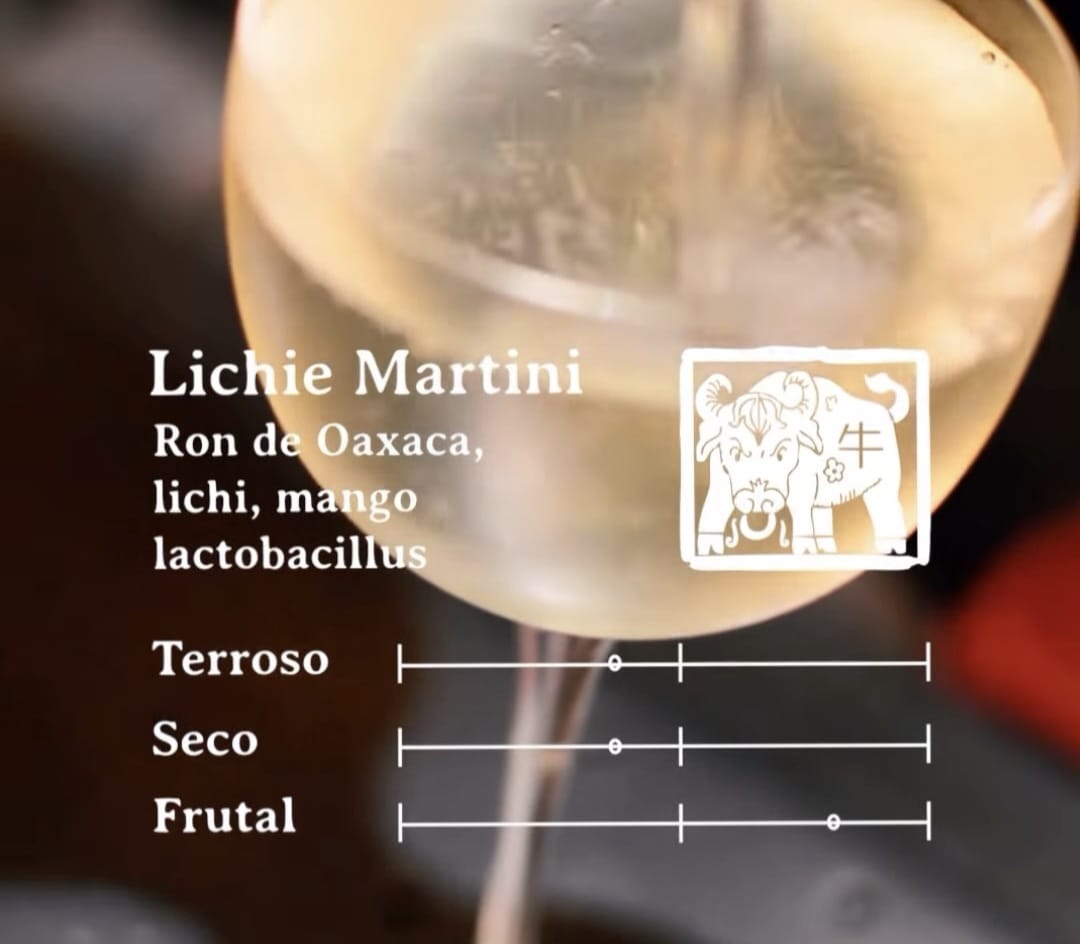 Lichie Martini
Ron de Oaxaca,
lichi, mango
lactobacillus
牛
Terroso
Seco
Frutal